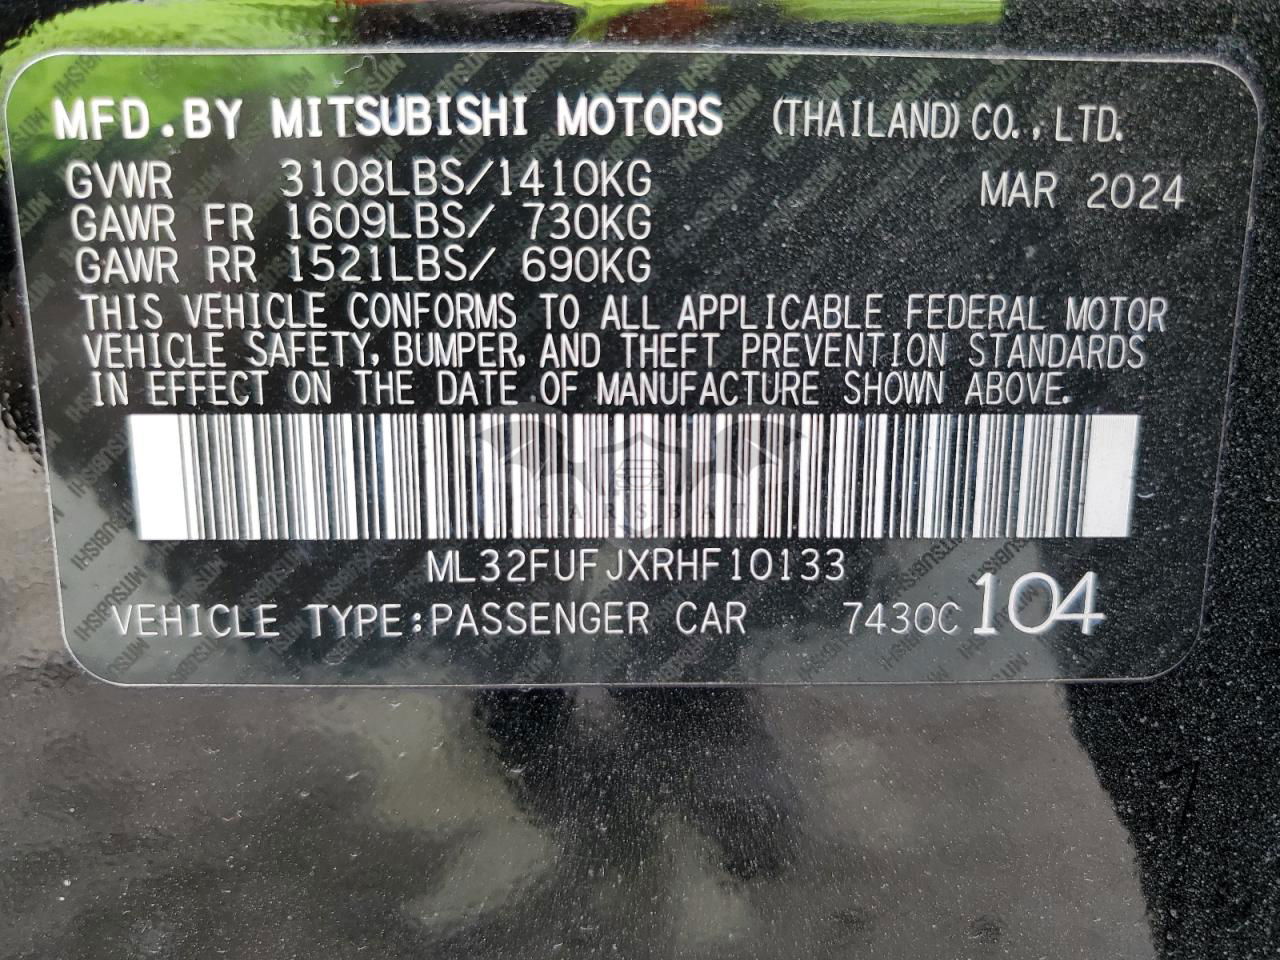 MFD.BY MITSUBISHI MOTORS (THAILAND) CO.,LTD.
GVWR 3108LBS/1410KG MAR 2024
GAWR FR 1609LBS/ 730KG
GAWR RR 1521LBS/ 690KG
THIS VEHICLE CONFORMS TO ALL APPLICABLE FEDERAL MOTOR
VEHICLE SAFETY, BUMPER, AND THEFT PREVENTION STANDARDS
IN EFFECT ON THE DATE OF MANUFACTURE SHOWN ABOVE.
CARSPAC
ML32FUFJXRHF10133
VEHICLE TYPE:PASSENGER CAR 7430C 104